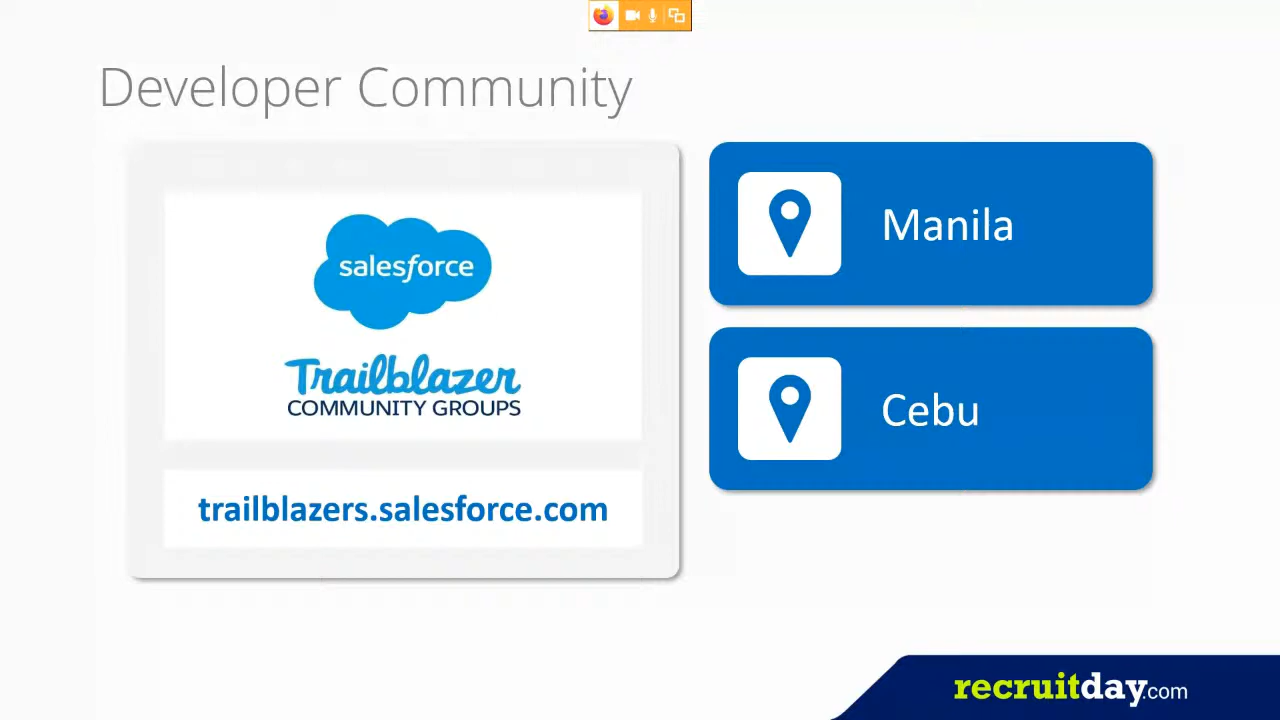 Developer Community
salesforce
Trailblazer
COMMUNITY GROUPS
trailblazers.salesforce.com
Manila
Cebu
recruitday.com